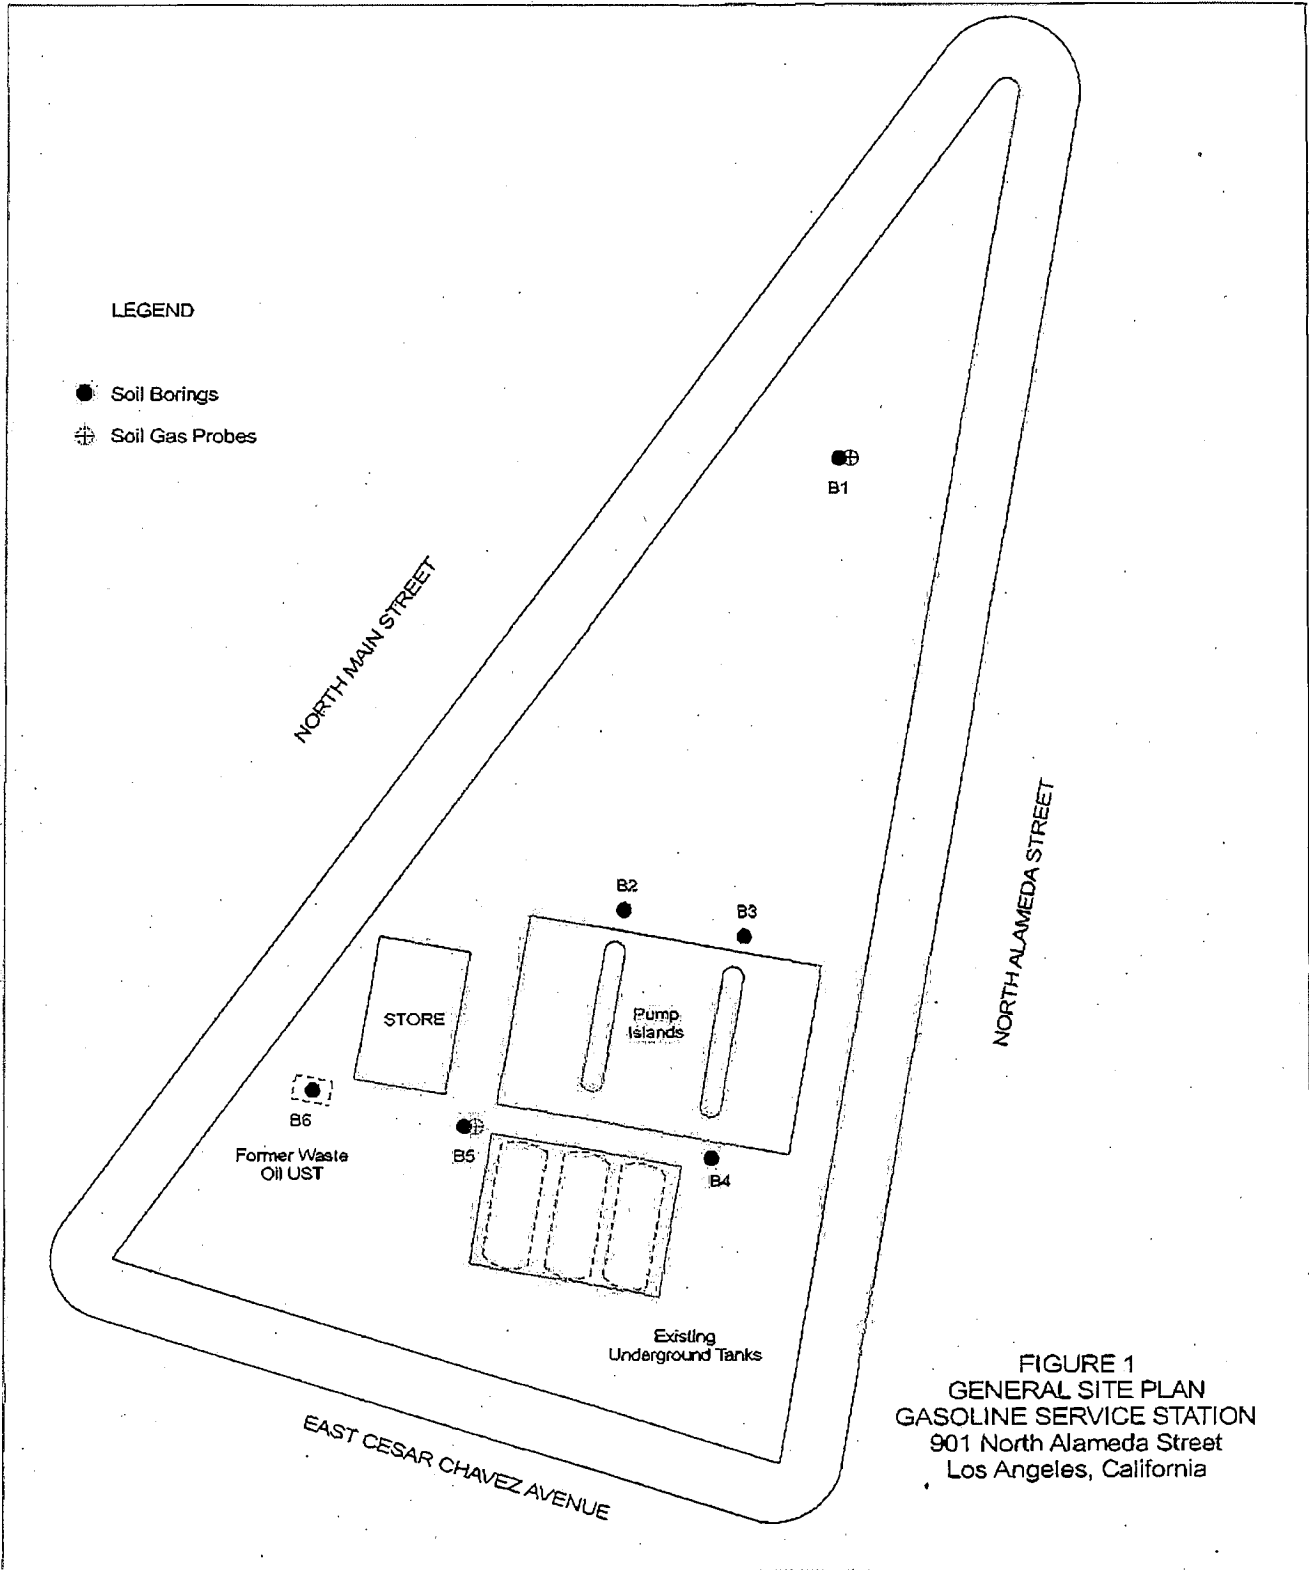 LEGEND
Soil Borings
Soil Gas Probes
B1
NORTH MAIN STREET
NORTH ALAMEDA STREET
B2
B3
STORE
Pump
Islands
B6
Former Waste
Oil UST
B5
B4
Existing
Underground Tanks
EAST CESAR CHAVEZ AVENUE
FIGURE 1
GENERAL SITE PLAN
GASOLINE SERVICE STATION
901 North Alameda Street
Los Angeles, California